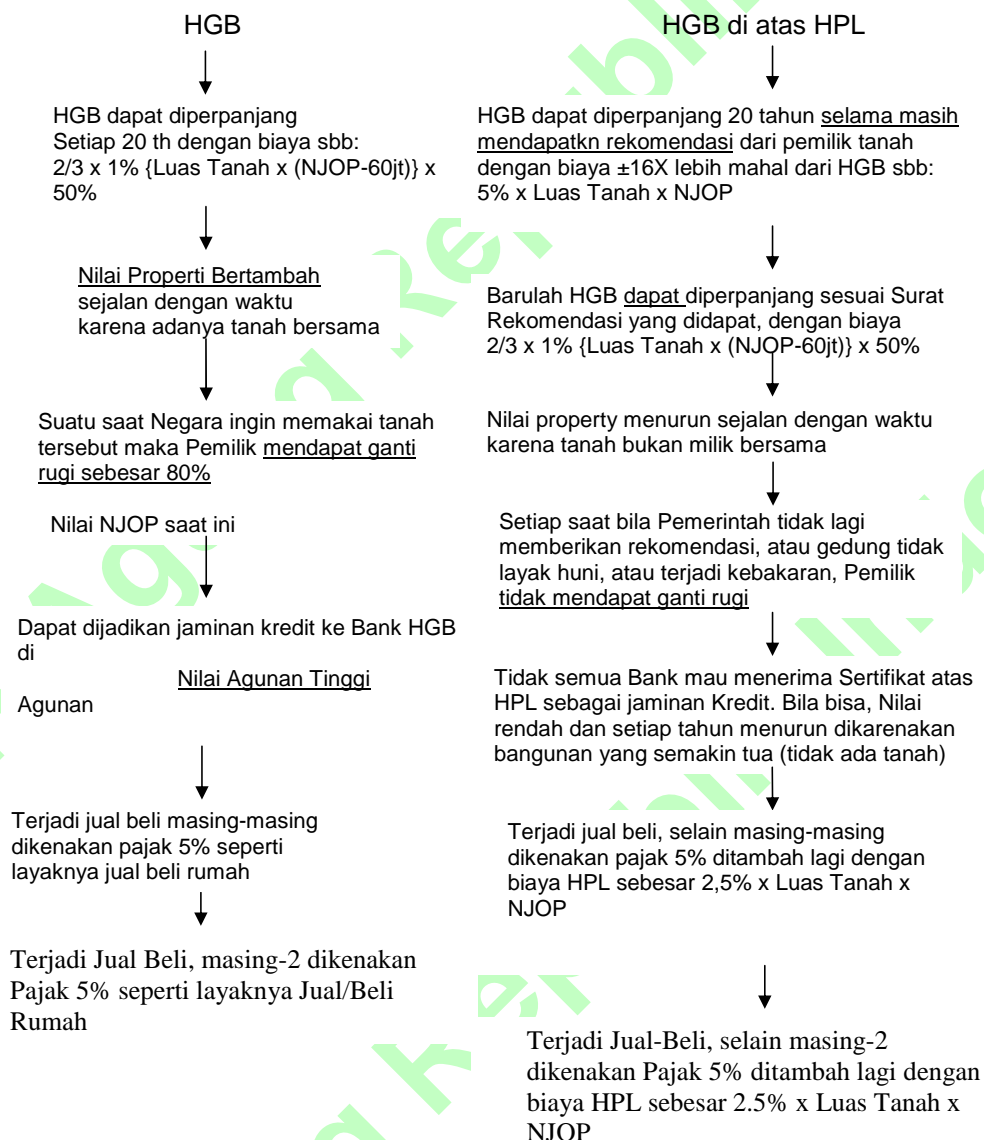 HGB
HGB dapat diperpanjang
Setiap 20 th dengan biaya sbb:
2/3 x 1% {Luas Tanah x (NJOP-60jt)} x
50%
Nilai Properti Bertambah
sejalan dengan waktu
karena adanya tanah bersama
Suatu saat Negara ingin memakai tanah
tersebut maka Pemilik mendapat ganti
rugi sebesar 80%
Nilai NJOP saat ini
Dapat dijadikan jaminan kredit ke Bank HGB
di
Nilai Agunan Tinggi
Agunan
Terjadi jual beli masing-masing
dikenakan pajak 5% seperti
layaknya jual beli rumah
Terjadi Jual Beli, masing-2 dikenakan
Pajak 5% seperti layaknya Jual/Beli
Rumah
HGB di atas HPL
HGB dapat diperpanjang 20 tahun selama masih
mendapatkn rekomendasi dari pemilik tanah
dengan biaya ±16X lebih mahal dari HGB sbb:
5% x Luas Tanah x NJOP
Barulah HGB dapat diperpanjang sesuai Surat
Rekomendasi yang didapat, dengan biaya
2/3 x 1% {Luas Tanah x (NJOP-60jt)} x 50%
Nilai property menurun sejalan dengan waktu
karena tanah bukan milik bersama
Setiap saat bila Pemerintah tidak lagi
memberikan rekomendasi, atau gedung tidak
layak huni, atau terjadi kebakaran, Pemilik
tidak mendapat ganti rugi
Tidak semua Bank mau menerima Sertifikat atas
HPL sebagai jaminan Kredit. Bila bisa, Nilai
rendah dan setiap tahun menurun dikarenakan
bangunan yang semakin tua (tidak ada tanah)
Terjadi jual beli, selain masing-masing
dikenakan pajak 5% ditambah lagi dengan
biaya HPL sebesar 2,5% x Luas Tanah x
NJOP
Terjadi Jual-Beli, selain masing-2
dikenakan Pajak 5% ditambah lagi dengan
biaya HPL sebesar 2.5% x Luas Tanah x
NJOP